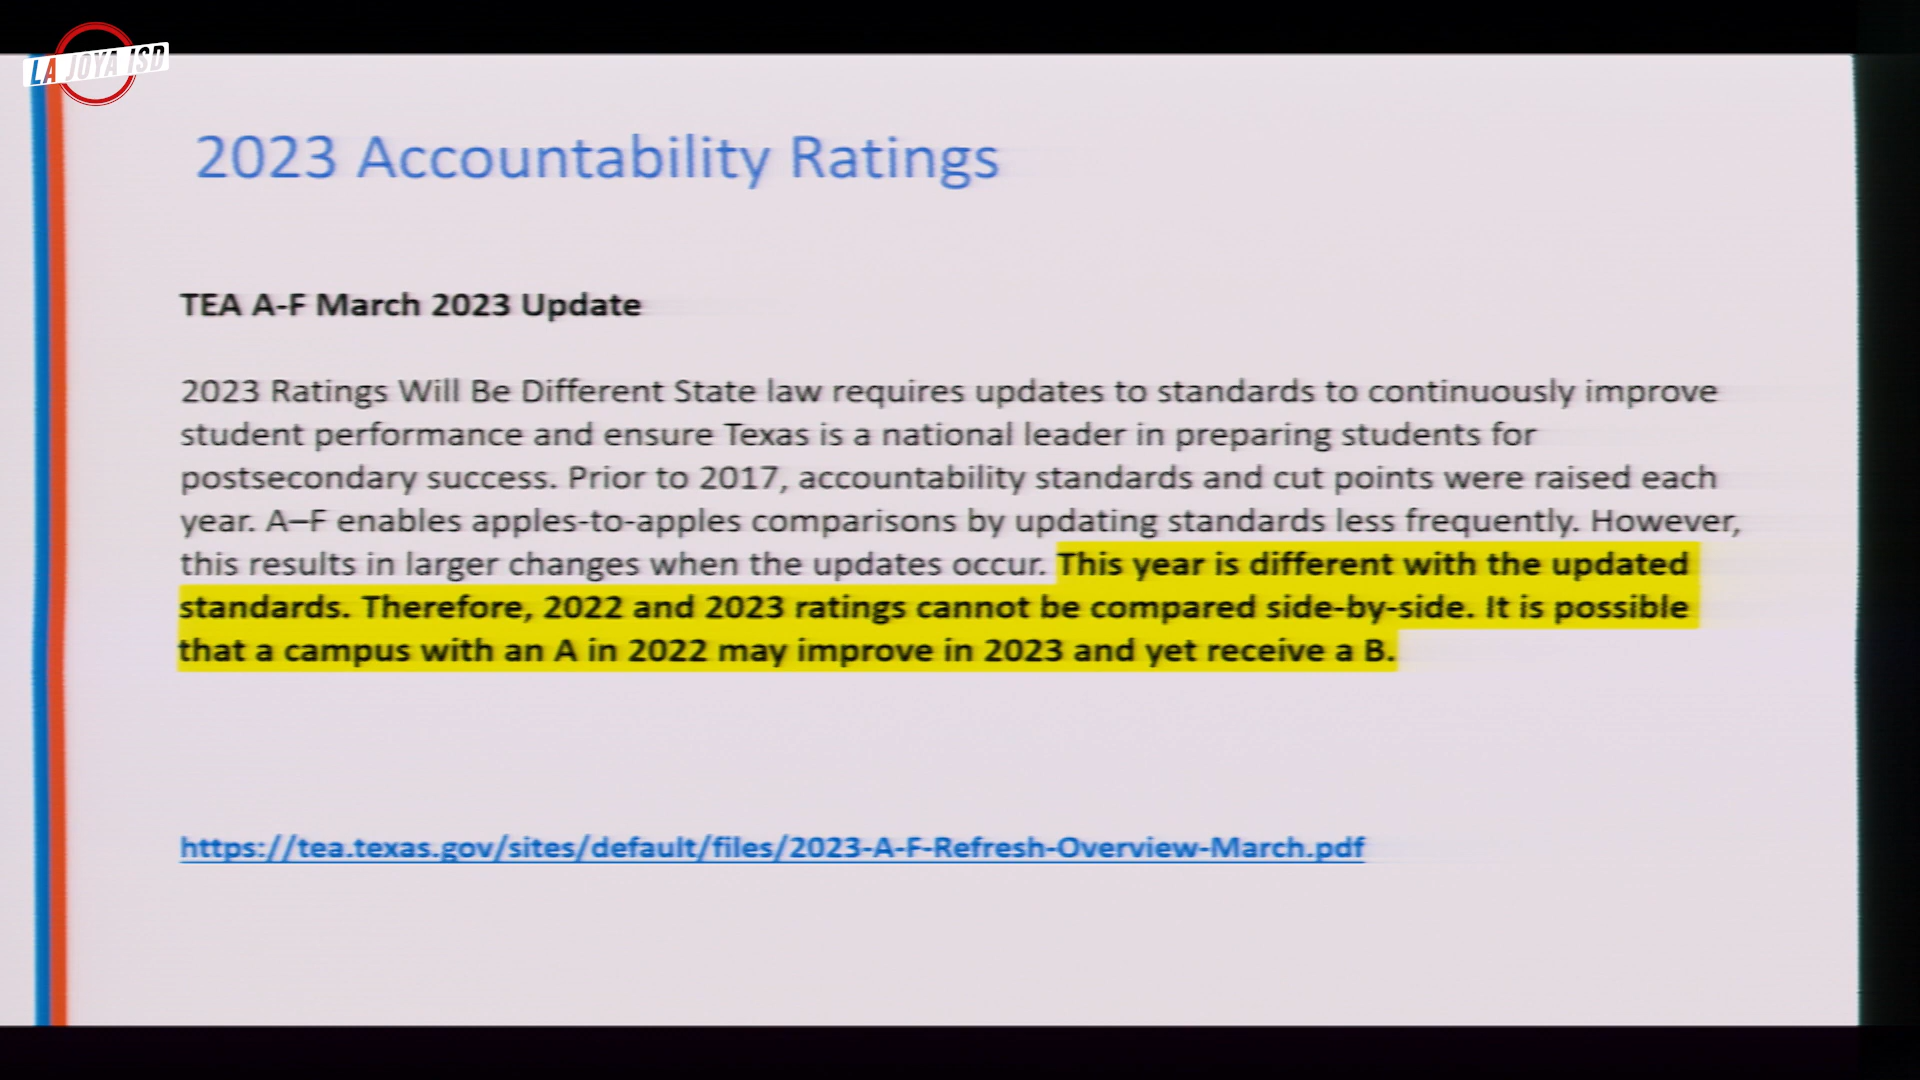 LA JOYA ISD
2023 Accountability Ratings
TEA A-F March 2023 Update
2023 Ratings Will Be Different State law requires updates to standards to continuously improve
student performance and ensure Texas is a national leader in preparing students for
postsecondary success. Prior to 2017, accountability standards and cut points were raised each
year. A–F enables apples-to-apples comparisons by updating standards less frequently. However,
this results in larger changes when the updates occur. This year is different with the updated
standards. Therefore, 2022 and 2023 ratings cannot be compared side-by-side. It is possible
that a campus with an A in 2022 may improve in 2023 and yet receive a B.
https://tea.texas.gov/sites/default/files/2023-A-F-Refresh-Overview-March.pdf